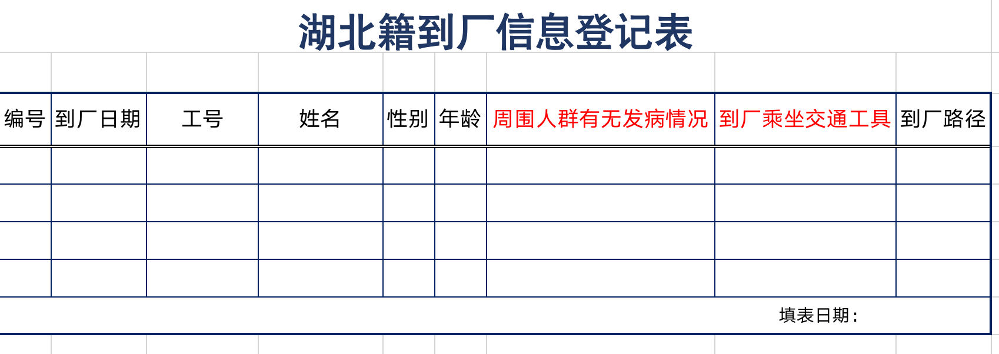 湖北籍到厂信息登记表
编号 到厂日期 工号 姓名 性别 年龄 周围人群有无发病情况 到厂乘坐交通工具 到厂路径
填表日期: